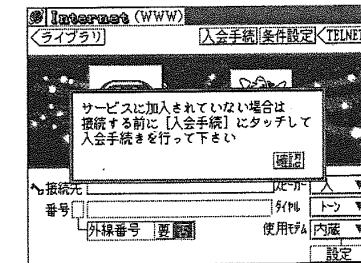 Internet (WWW)
ライブラリ 入会手続 条件設定 TELNET
サービスに加入されていない場合は
接続する前に [入会手続] にタッチして
入会手続きを行って下さい
確認
接続先 スピーカー 入
番号 ダイヤル トーン
外線番号 要 使用モデム 内蔵
設定